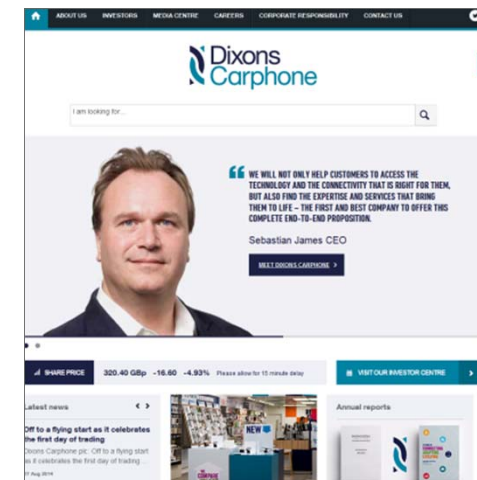 ABOUT US INVESTORS MEDIA CENTRE CAREERS CORPORATE RESPONSIBILITY CONTACT US
Dixons
Carphone
I am looking for...
WE WILL NOT ONLY HELP CUSTOMERS TO ACCESS THE
TECHNOLOGY AND THE CONNECTIVITY THAT IS RIGHT FOR THEM,
BUT ALSO FIND THE EXPERTISE AND SERVICES THAT BRING
THEM TO LIFE – THE FIRST AND BEST COMPANY TO OFFER THIS
COMPLETE END-TO-END PROPOSITION.
Sebastian James CEO
MEET DIXONS CARPHONE >
SHARE PRICE 320.40 GBp -16.60 -4.93% Please allow for 15 minute delay VISIT OUR INVESTOR CENTRE >
Latest news < > Annual reports
Off to a flying start as it celebrates
the first day of trading
NEW
Dixons Carphone plc: Off to a flying start
as it celebrates the first day of trading ...